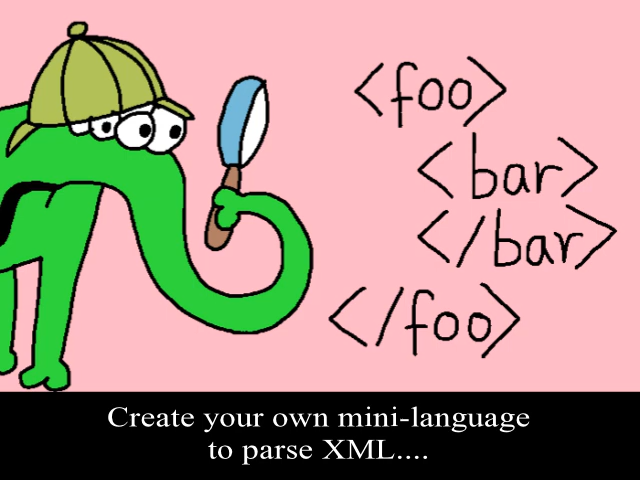 <foo>
<bar>
</bar>
</foo>
Create your own mini-language
to parse XML....